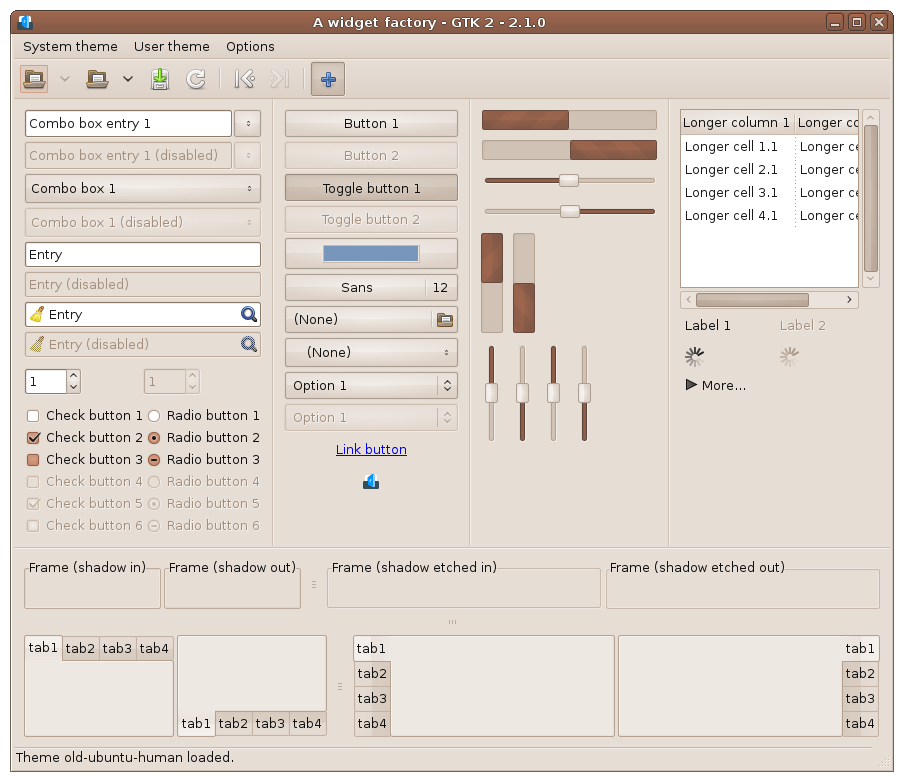 A widget factory - GTK 2 - 2.1.0
System theme User theme Options
Combo box entry 1
Combo box entry 1 (disabled)
Combo box 1
Combo box 1 (disabled)
Entry
Entry (disabled)
Entry
Entry (disabled)
1 1
Check button 1 Radio button 1
Check button 2 Radio button 2
Check button 3 Radio button 3
Check button 4 Radio button 4
Check button 5 Radio button 5
Check button 6 Radio button 6
Button 1
Button 2
Toggle button 1
Toggle button 2
Sans 12
(None)
(None)
Option 1
Option 1
Link button
Longer column 1 Longer co
Longer cell 1.1 Longer ce
Longer cell 2.1 Longer ce
Longer cell 3.1 Longer ce
Longer cell 4.1 Longer ce
Label 1 Label 2
More...
Frame (shadow in) Frame (shadow out) Frame (shadow etched in) Frame (shadow etched out)
tab1 tab2 tab3 tab4
tab1 tab2 tab3 tab4
tab1
tab2
tab3
tab4
tab1
tab2
tab3
tab4
Theme old-ubuntu-human loaded.